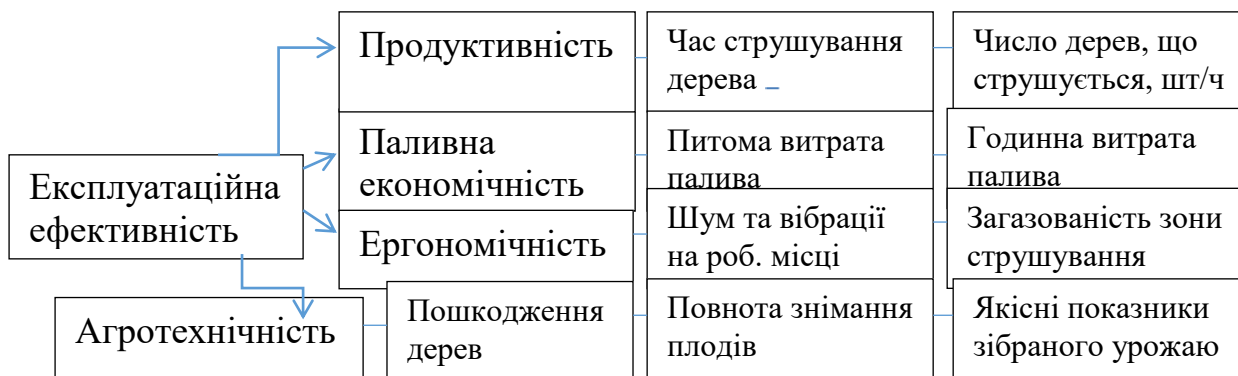 Продуктивність
Час струшування
дерева _
Число дерев, що
струшується, шт/ч
Паливна
економічність
Питома витрата
палива
Годинна витрата
палива
Експлуатаційна
ефективність
Ергономічність
Шум та вібрації
на роб. місці
Загазованість зони
струшування
Агротехнічність
Пошкодження
дерев
Повнота знімання
плодів
Якісні показники
зібраного урожаю